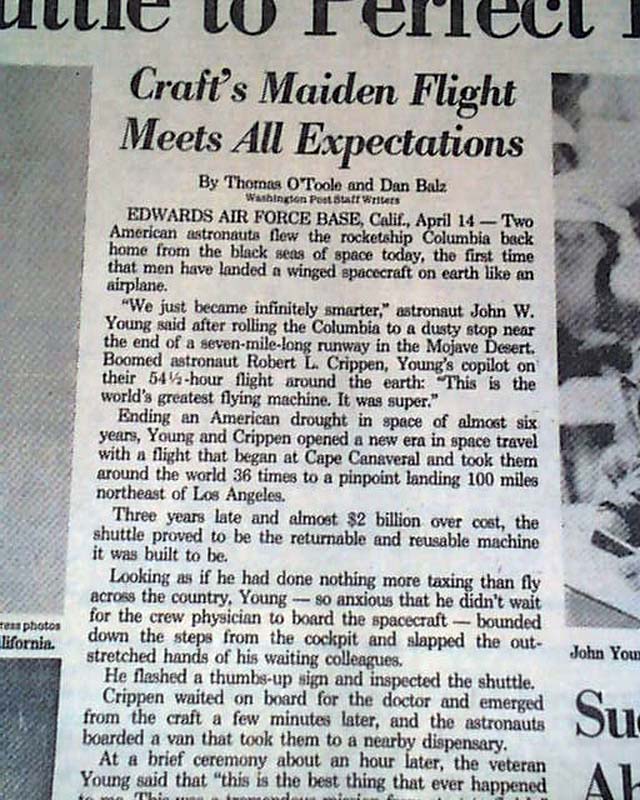 uttle to Perfect
Craft's Maiden Flight
Meets All Expectations
By Thomas O'Toole and Dan Balz
Washington Post Staff Writers
EDWARDS AIR FORCE BASE, Calif., April 14 — Two
American astronauts flew the rocketship Columbia back
home from the black seas of space today, the first time
that men have landed a winged spacecraft on earth like an
airplane.
"We just became infinitely smarter," astronaut John W.
Young said after rolling the Columbia to a dusty stop near
the end of a seven-mile-long runway in the Mojave Desert.
Boomed astronaut Robert L. Crippen, Young's copilot on
their 54½-hour flight around the earth: "This is the
world's greatest flying machine. It was super."
Ending an American drought in space of almost six
years, Young and Crippen opened a new era in space travel
with a flight that began at Cape Canaveral and took them
around the world 36 times to a pinpoint landing 100 miles
northeast of Los Angeles.
Three years late and almost $2 billion over cost, the
shuttle proved to be the returnable and reusable machine
it was built to be.
Looking as if he had done nothing more taxing than fly
across the country, Young — so anxious that he didn't wait
for the crew physician to board the spacecraft — bounded
down the steps from the cockpit and slapped the out-
stretched hands of his waiting colleagues.
He flashed a thumbs-up sign and inspected the shuttle.
Crippen waited on board for the doctor and emerged
from the craft a few minutes later, and the astronauts
boarded a van that took them to a nearby dispensary.
At a brief ceremony about an hour later, the veteran
Young said that "this is the best thing that ever happened
to me. This was a tremendous mission from
ress photos
lifornia.
John You
Su
Al